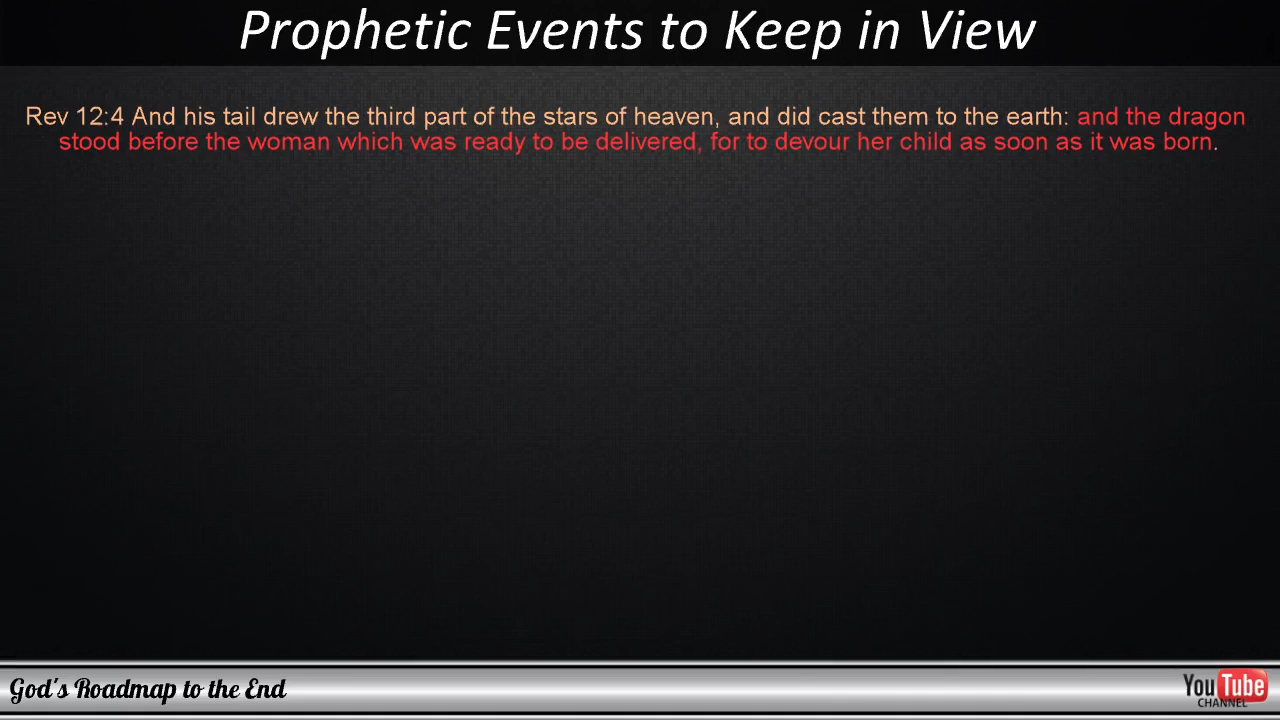 Prophetic Events to Keep in View
Rev 12:4 And his tail drew the third part of the stars of heaven, and did cast them to the earth: and the dragon
stood before the woman which was ready to be delivered, for to devour her child as soon as it was born.
God's Roadmap to the End
YouTube
CHANNEL